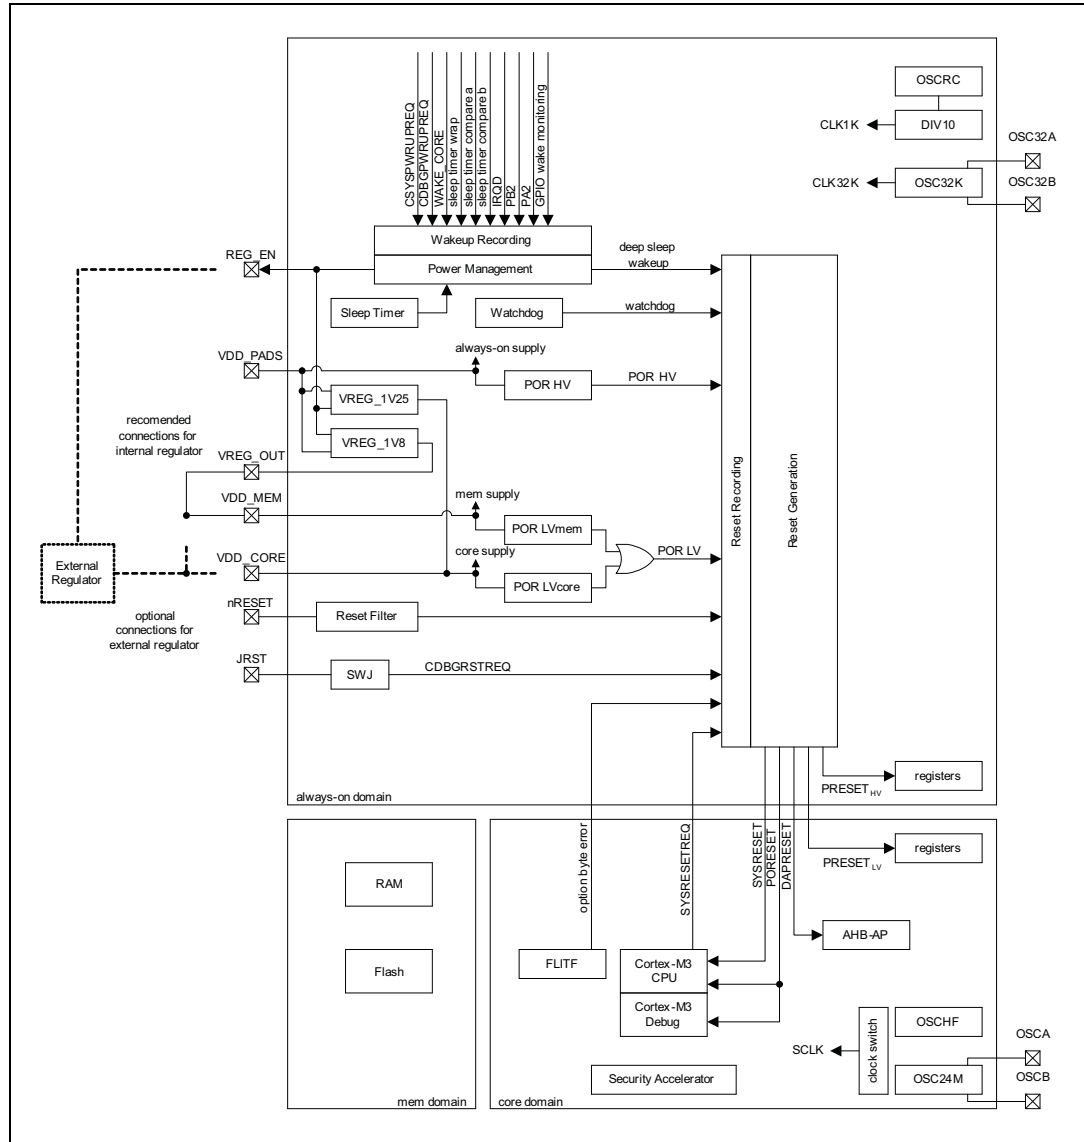 OSCRC
DIV10
CLK1K
OSC32A
OSC32K
CLK32K
OSC32B
CSYSPWRUPREQ
CDBGPWRUPREQ
WAKE_CORE
sleep timer wrap
sleep timer compare a
sleep timer compare b
IRQD
PB2
PA2
GPIO wake monitoring
Wakeup Recording
Power Management
deep sleep
wakeup
REG_EN
Sleep Timer
Watchdog
watchdog
VDD_PADS
always-on supply
POR HV
POR HV
VREG_1V25
VREG_1V8
recomended
connections for
internal regulator
VREG_OUT
VDD_MEM
mem supply
POR LVmem
POR LV
core supply
POR LVcore
VDD_CORE
External
Regulator
optional
connections for
external regulator
nRESET
Reset Filter
JRST
SWJ
CDBGRSTREQ
Reset Recording
Reset Generation
registers
PRESET HV
always-on domain
option byte error
SYSRESETREQ
SYSRESET
PORESET
DAPRESET
registers
PRESET LV
RAM
Flash
FLITF
Cortex-M3
CPU
Cortex-M3
Debug
AHB-AP
SCLK
clock switch
OSCHF
OSC24M
OSCA
OSCB
Security Accelerator
mem domain
core domain